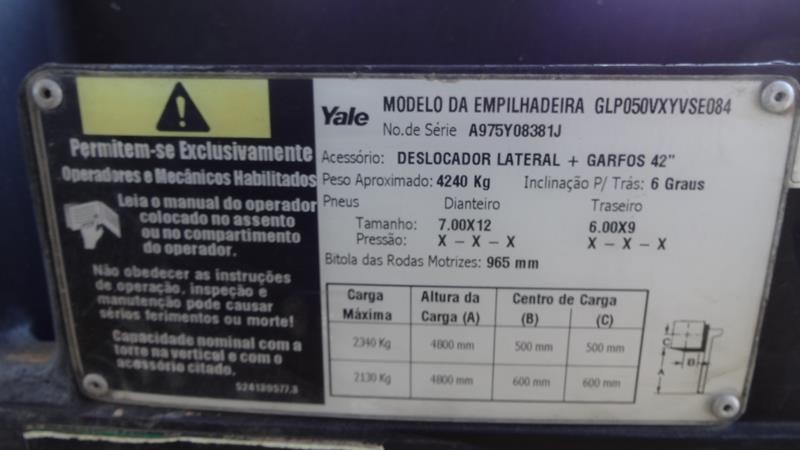 Permitem-se Exclusivamente
Operadores e Mecânicos Habilitados
Leia o manual do operador
colocado no assento
ou no compartimento
do operador.
Não obedecer as instruções
de operação, inspeção e
manutenção pode causar
sérios ferimentos ou morte!
Capacidade nominal com a
torre na vertical e com o
acessório citado.
524189577.3
Yale MODELO DA EMPILHADEIRA GLP050VXYVSE084
No.de Série A975Y08381J
Acessório: DESLOCADOR LATERAL + GARFOS 42"
Peso Aproximado: 4240 Kg Inclinação P/ Trás: 6 Graus
Pneus Dianteiro Traseiro
Tamanho: 7.00X12 6.00X9
Pressão: X - X - X X - X - X
Bitola das Rodas Motrizes: 965 mm
Carga Máxima Altura da Carga (A) Centro de Carga (B) (C)
2340 Kg 4800 mm 500 mm 500 mm
2130 Kg 4800 mm 600 mm 600 mm
C
B
A